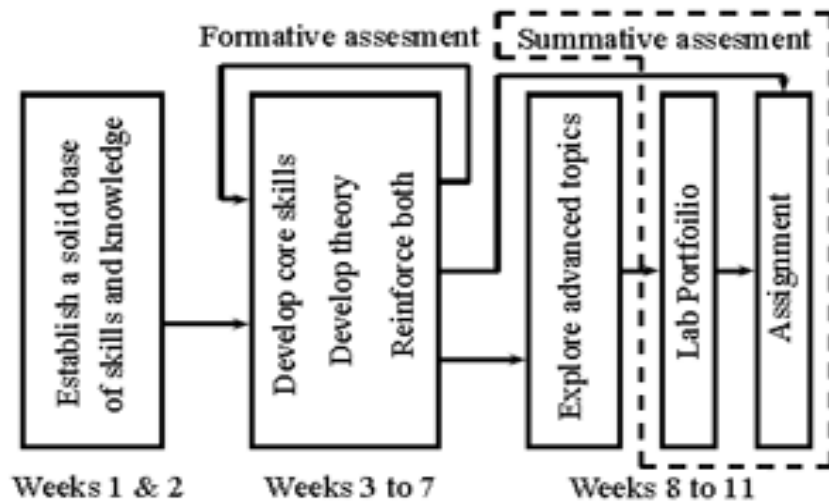 Formative assesment
Summative assesment
Establish a solid base
of skills and knowledge
Develop core skills
Develop theory
Reinforce both
Explore advanced topics
Lab Portfoilio
Assignment
Weeks 1 & 2
Weeks 3 to 7
Weeks 8 to 11